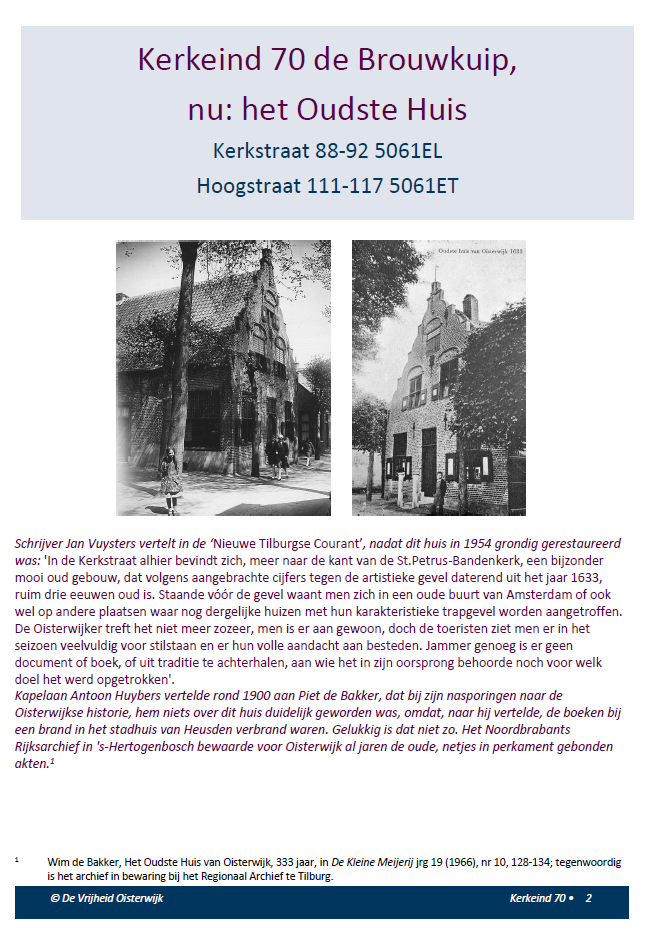 Kerkeind 70 de Brouwkuip,
nu: het Oudste Huis
Kerkstraat 88-92 5061EL
Hoogstraat 111-117 5061ET
Oudste huis van Oisterwijk 1633
Schrijver Jan Vuysters vertelt in de ‘Nieuwe Tilburgse Courant’, nadat dit huis in 1954 grondig gerestaureerd
was: 'In de Kerkstraat alhier bevindt zich, meer naar de kant van de St.Petrus-Bandenkerk, een bijzonder
mooi oud gebouw, dat volgens aangebrachte cijfers tegen de artistieke gevel daterend uit het jaar 1633,
ruim drie eeuwen oud is. Staande vóór de gevel waant men zich in een oude buurt van Amsterdam of ook
wel op andere plaatsen waar nog dergelijke huizen met hun karakteristieke trapgevel worden aangetroffen.
De Oisterwijker treft het niet meer zozeer, men is er aan gewoon, doch de toeristen ziet men er in het
seizoen veelvuldig voor stilstaan en er hun volle aandacht aan besteden. Jammer genoeg is er geen
document of boek, of uit traditie te achterhalen, aan wie het in zijn oorsprong behoorde noch voor welk
doel het werd opgetrokken'.
Kapelaan Antoon Huybers vertelde rond 1900 aan Piet de Bakker, dat bij zijn nasporingen naar de
Oisterwijkse historie, hem niets over dit huis duidelijk geworden was, omdat, naar hij vertelde, de boeken bij
een brand in het stadhuis van Heusden verbrand waren. Gelukkig is dat niet zo. Het Noordbrabants
Rijksarchief in 's-Hertogenbosch bewaarde voor Oisterwijk al jaren de oude, netjes in perkament gebonden
akten.¹
1 Wim de Bakker, Het Oudste Huis van Oisterwijk, 333 jaar, in De Kleine Meijerij jrg 19 (1966), nr 10, 128-134; tegenwoordig
is het archief in bewaring bij het Regionaal Archief te Tilburg.
© De Vrijheid Oisterwijk Kerkeind 70 • 2